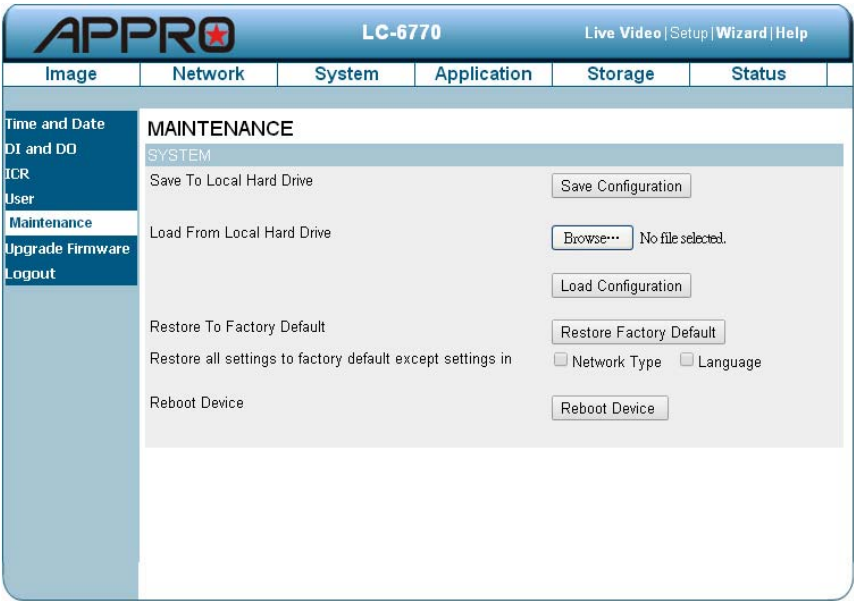 APPRO LC-6770 Live Video | Setup | Wizard | Help
Image Network System Application Storage Status
Time and Date
DI and DO
ICR
User
Maintenance
Upgrade Firmware
Logout
MAINTENANCE
SYSTEM
Save To Local Hard Drive Save Configuration
Load From Local Hard Drive Browse… No file selected.
Load Configuration
Restore To Factory Default Restore Factory Default
Restore all settings to factory default except settings in Network Type Language
Reboot Device Reboot Device